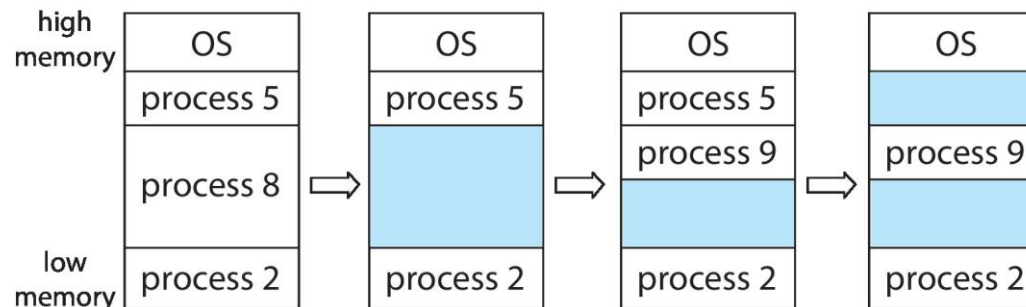 high
memory
OS
process 5
process 8
process 2
low
memory
OS
process 5
process 2
OS
process 5
process 9
process 2
OS
process 9
process 2